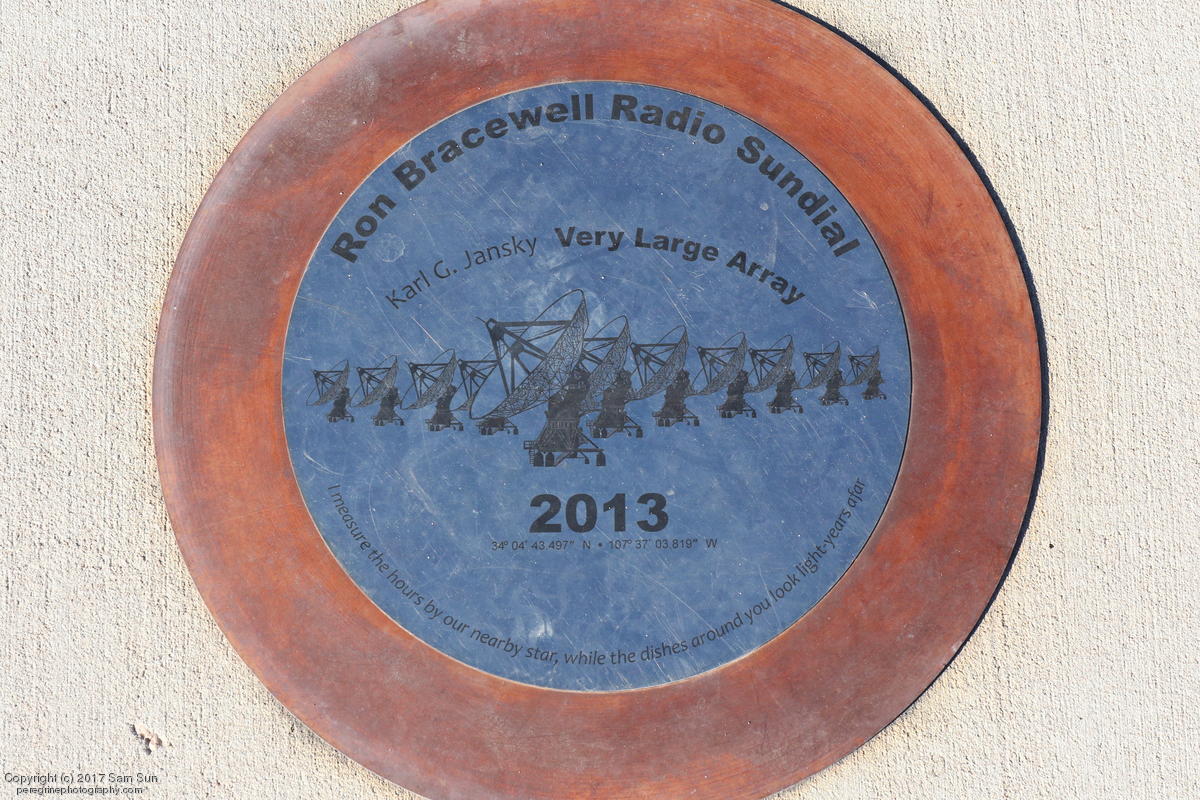 Ron Bracewell Radio Sundial
Karl G. Jansky Very Large Array
2013
34° 04' 43.497" N • 107° 37' 03.819" W
I measure the hours by our nearby star, while the dishes around you look light-years afar
Copyright (c) 2017 Sam Sun
peregrinephotography.com